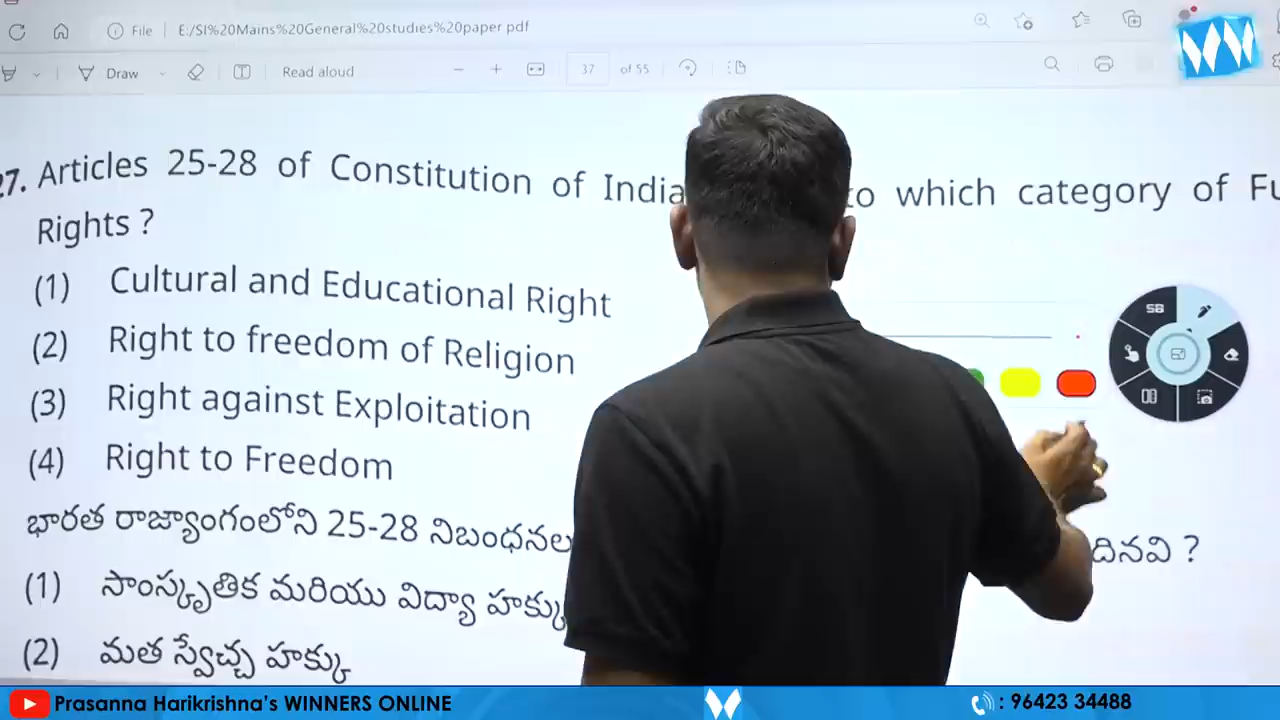 File E:/SI%20Mains%20General%20studies%20paper pdf
Draw Read aloud 37 of 55
27. Articles 25-28 of Constitution of India to which category of Fu
Rights ?
(1) Cultural and Educational Right
(2) Right to freedom of Religion
(3) Right against Exploitation
(4) Right to Freedom
SB
భారత రాజ్యాంగంలోని 25-28 నిబంధనల దినవి ?
(1) సాంస్కృతిక మరియు విద్యా హక్కు
(2) మత స్వేచ్ఛ హక్కు
Prasanna Harikrishna's WINNERS ONLINE : 96423 34488